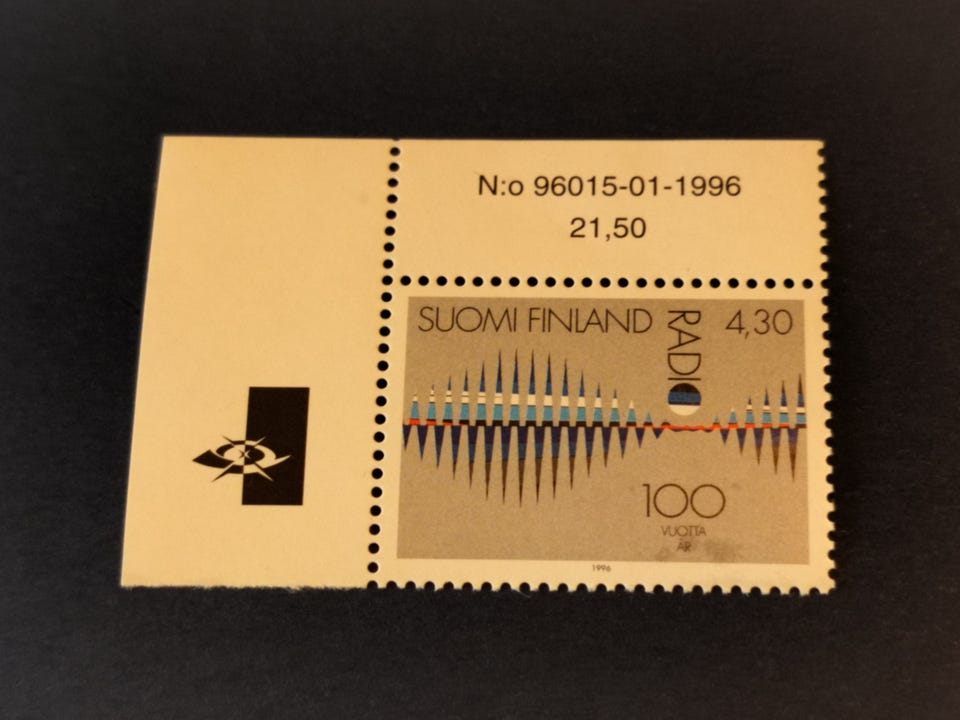 N:o 96015-01-1996
21,50
SUOMI FINLAND
RADIO
4,30
100
VUOTTA
ÅR
1996